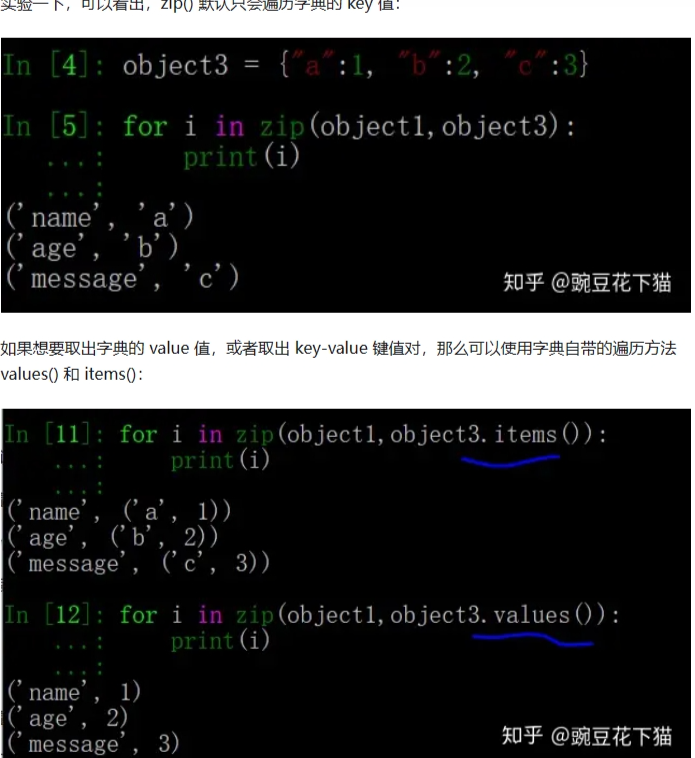 实验一下，可以看出，zip() 默认只会遍历字典的 key 值：
In [4]: object3 = {"a":1, "b":2, "c":3}
In [5]: for i in zip(object1,object3):
...: print(i)
...:
('name', 'a')
('age', 'b')
('message', 'c')
知乎 @豌豆花下猫
如果想要取出字典的 value 值，或者取出 key-value 键值对，那么可以使用字典自带的遍历方法
values() 和 items()：
In [11]: for i in zip(object1,object3.items()):
...: print(i)
...:
('name', ('a', 1))
('age', ('b', 2))
('message', ('c', 3))
In [12]: for i in zip(object1,object3.values()):
...: print(i)
...:
('name', 1)
('age', 2)
('message', 3)
知乎 @豌豆花下猫